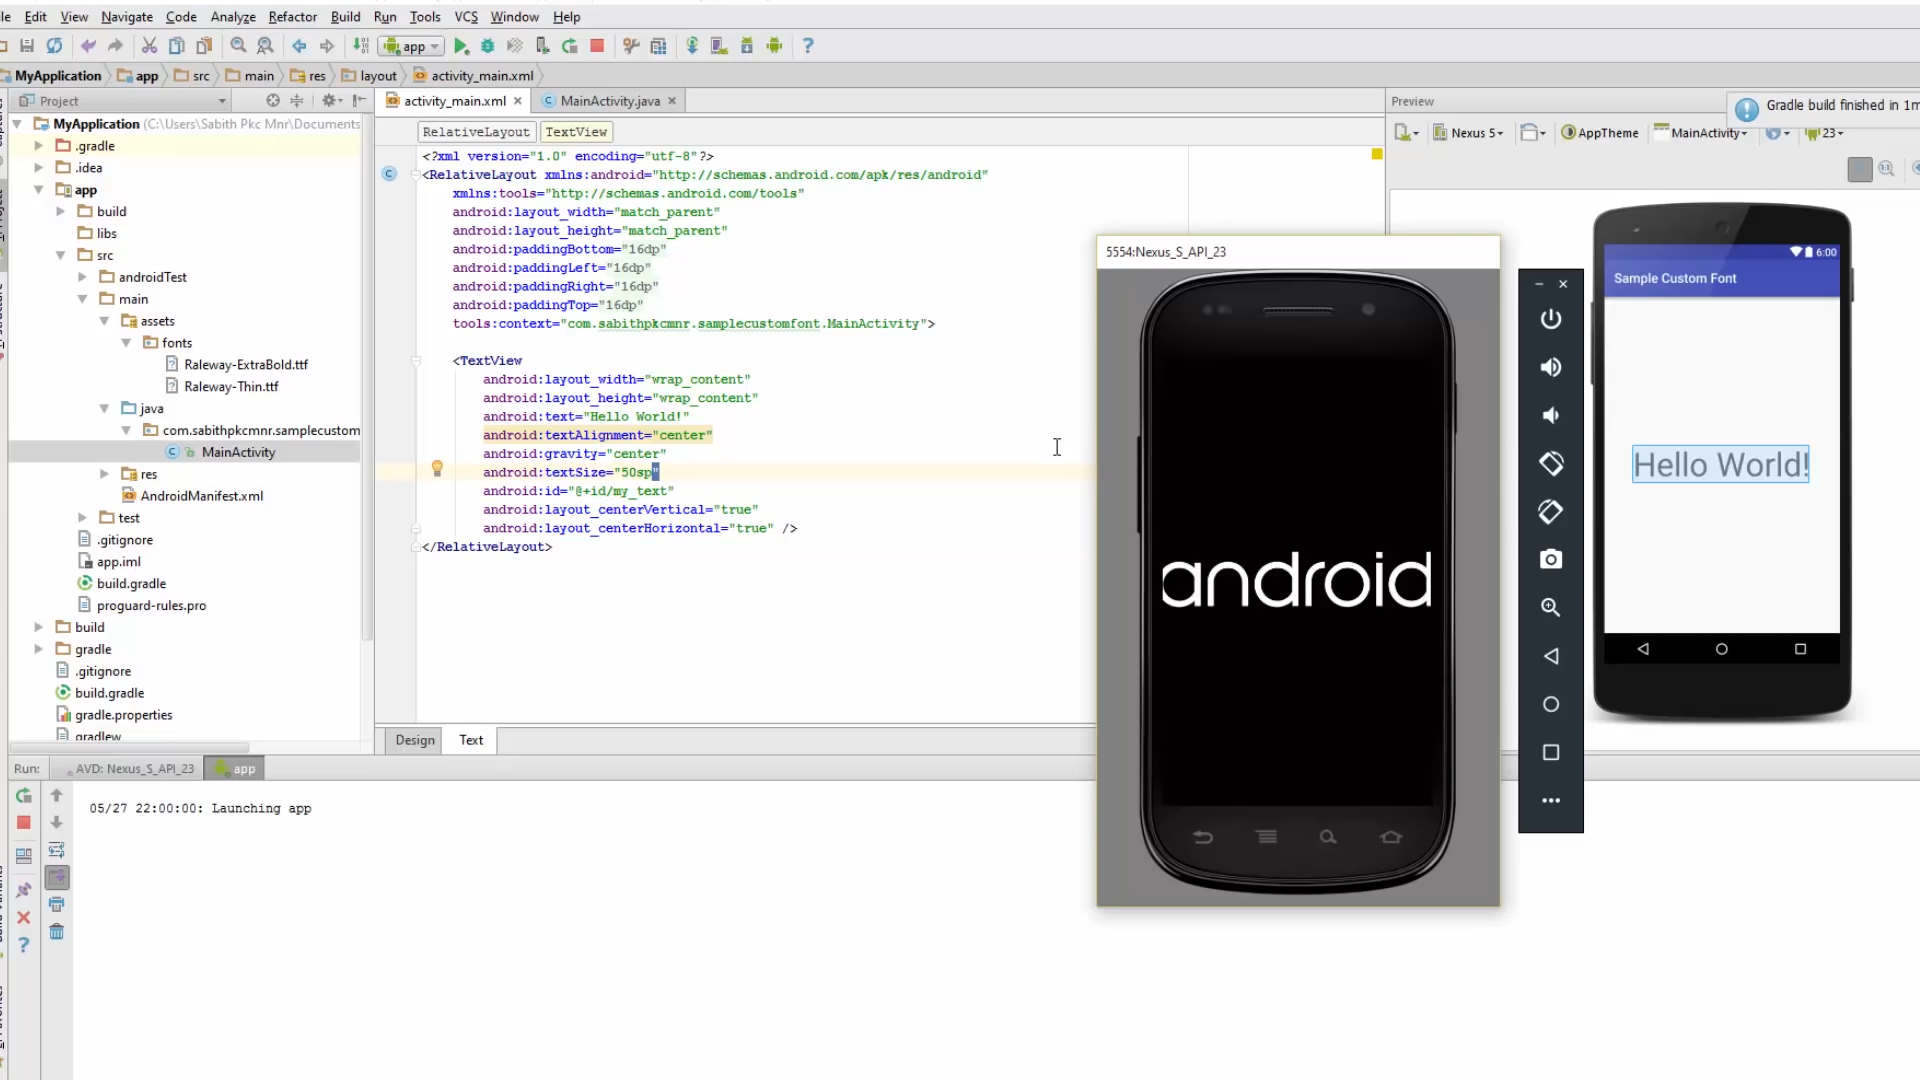 Edit View Navigate Code Analyze Refactor Build Run Tools VCS Window Help
app
MyApplication app src main res layout activity_main.xml
Project
activity_main.xml MainActivity.java
Preview
Gradle build finished in 1m
RelativeLayout TextView
Nexus 5 AppTheme MainActivity 23
MyApplication (C:\Users\Sabith Pkc Mnr\Documents
.gradle
.idea
app
build
libs
src
androidTest
main
assets
fonts
Raleway-ExtraBold.ttf
Raleway-Thin.ttf
java
com.sabithpkcmnr.samplecustom
MainActivity
res
AndroidManifest.xml
test
.gitignore
app.iml
build.gradle
proguard-rules.pro
build
gradle
.gitignore
build.gradle
gradle.properties
gradlew
<?xml version="1.0" encoding="utf-8"?>
<RelativeLayout xmlns:android="http://schemas.android.com/apk/res/android"
xmlns:tools="http://schemas.android.com/tools"
android:layout_width="match_parent"
android:layout_height="match_parent"
android:paddingBottom="16dp"
android:paddingLeft="16dp"
android:paddingRight="16dp"
android:paddingTop="16dp"
tools:context="com.sabithpkcmnr.samplecustomfont.MainActivity">
<TextView
android:layout_width="wrap_content"
android:layout_height="wrap_content"
android:text="Hello World!"
android:textAlignment="center"
android:gravity="center"
android:textSize="50sp"
android:id="@+id/my_text"
android:layout_centerVertical="true"
android:layout_centerHorizontal="true" />
</RelativeLayout>
Design Text
5554:Nexus_S_API_23
android
6:00
Sample Custom Font
Hello World!
Run: AVD: Nexus_S_API_23 app
05/27 22:00:00: Launching app